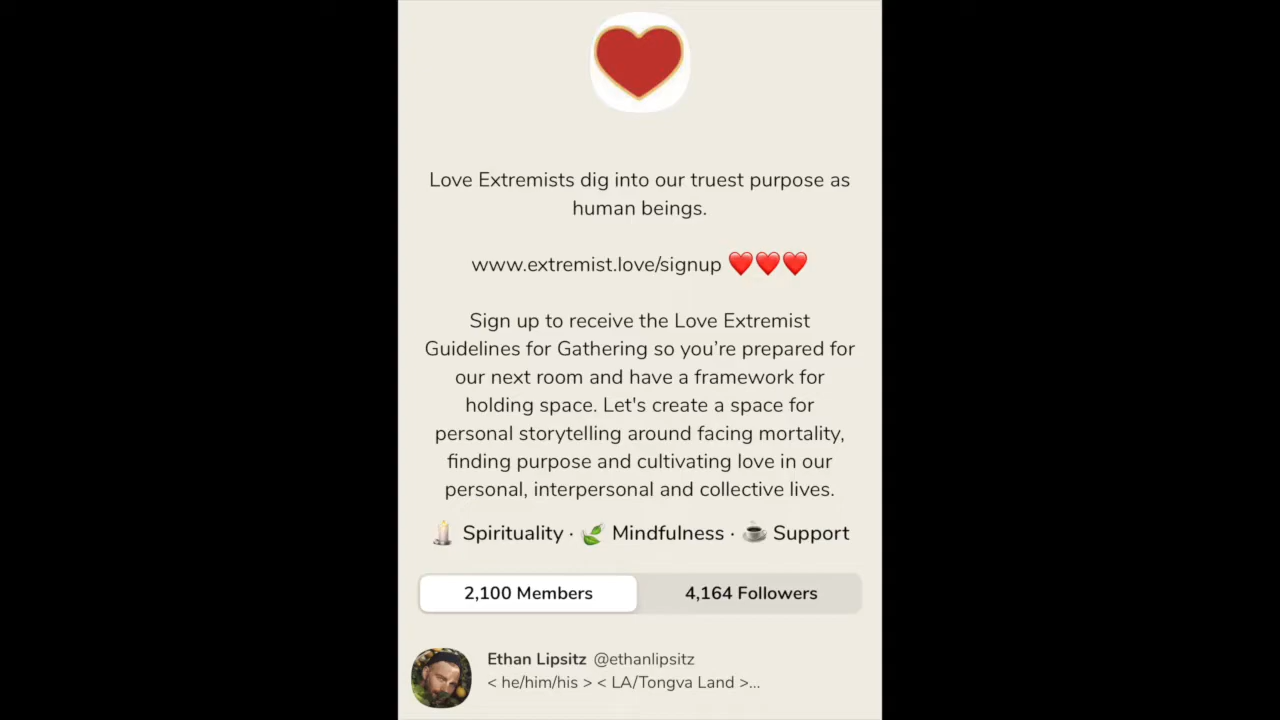 Love Extremists dig into our truest purpose as
human beings.
www.extremist.love/signup ❤️❤️❤️
Sign up to receive the Love Extremist
Guidelines for Gathering so you’re prepared for
our next room and have a framework for
holding space. Let's create a space for
personal storytelling around facing mortality,
finding purpose and cultivating love in our
personal, interpersonal and collective lives.
🕯️ Spirituality · 🌿 Mindfulness · ☕ Support
2,100 Members 4,164 Followers
Ethan Lipsitz @ethanlipsitz
< he/him/his > < LA/Tongva Land >...